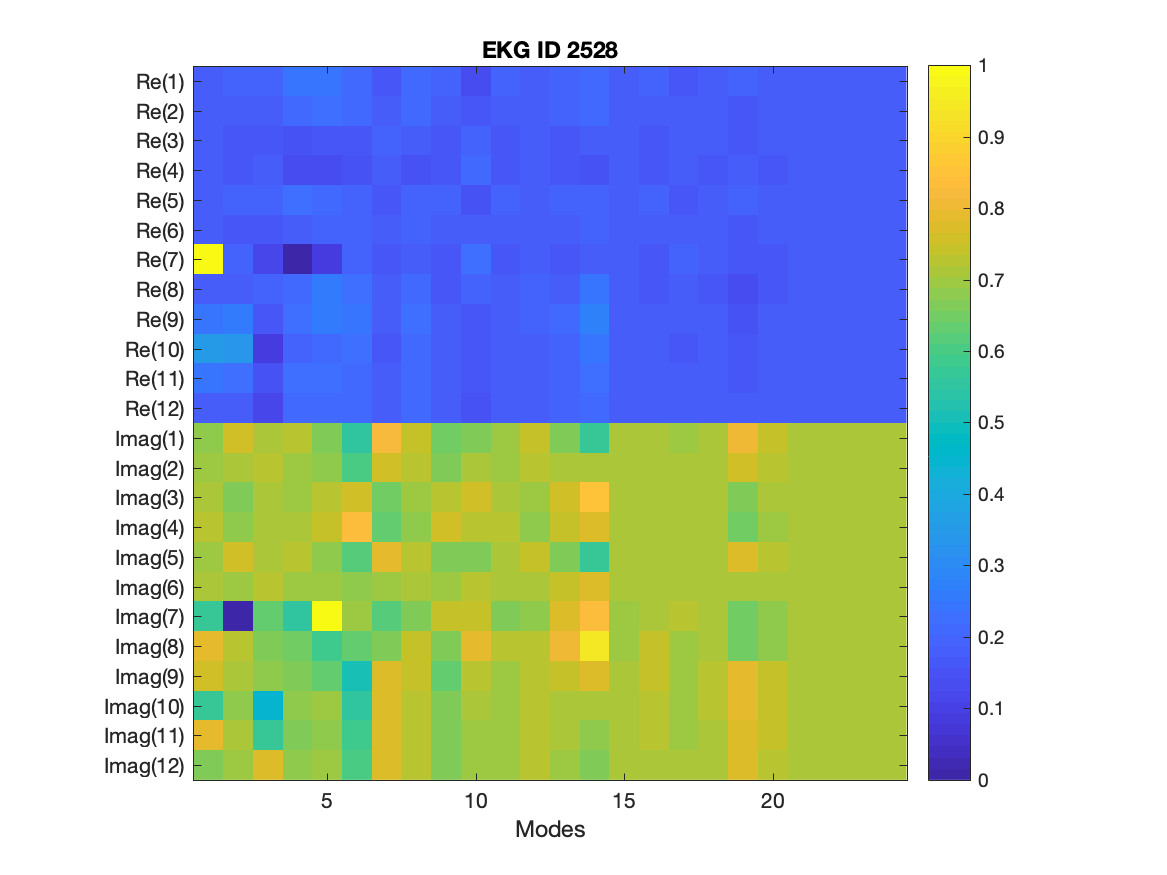 EKG ID 2528
Re(1)
Re(2)
Re(3)
Re(4)
Re(5)
Re(6)
Re(7)
Re(8)
Re(9)
Re(10)
Re(11)
Re(12)
Imag(1)
Imag(2)
Imag(3)
Imag(4)
Imag(5)
Imag(6)
Imag(7)
Imag(8)
Imag(9)
Imag(10)
Imag(11)
Imag(12)
5 10 15 20
Modes
1
0.9
0.8
0.7
0.6
0.5
0.4
0.3
0.2
0.1
0